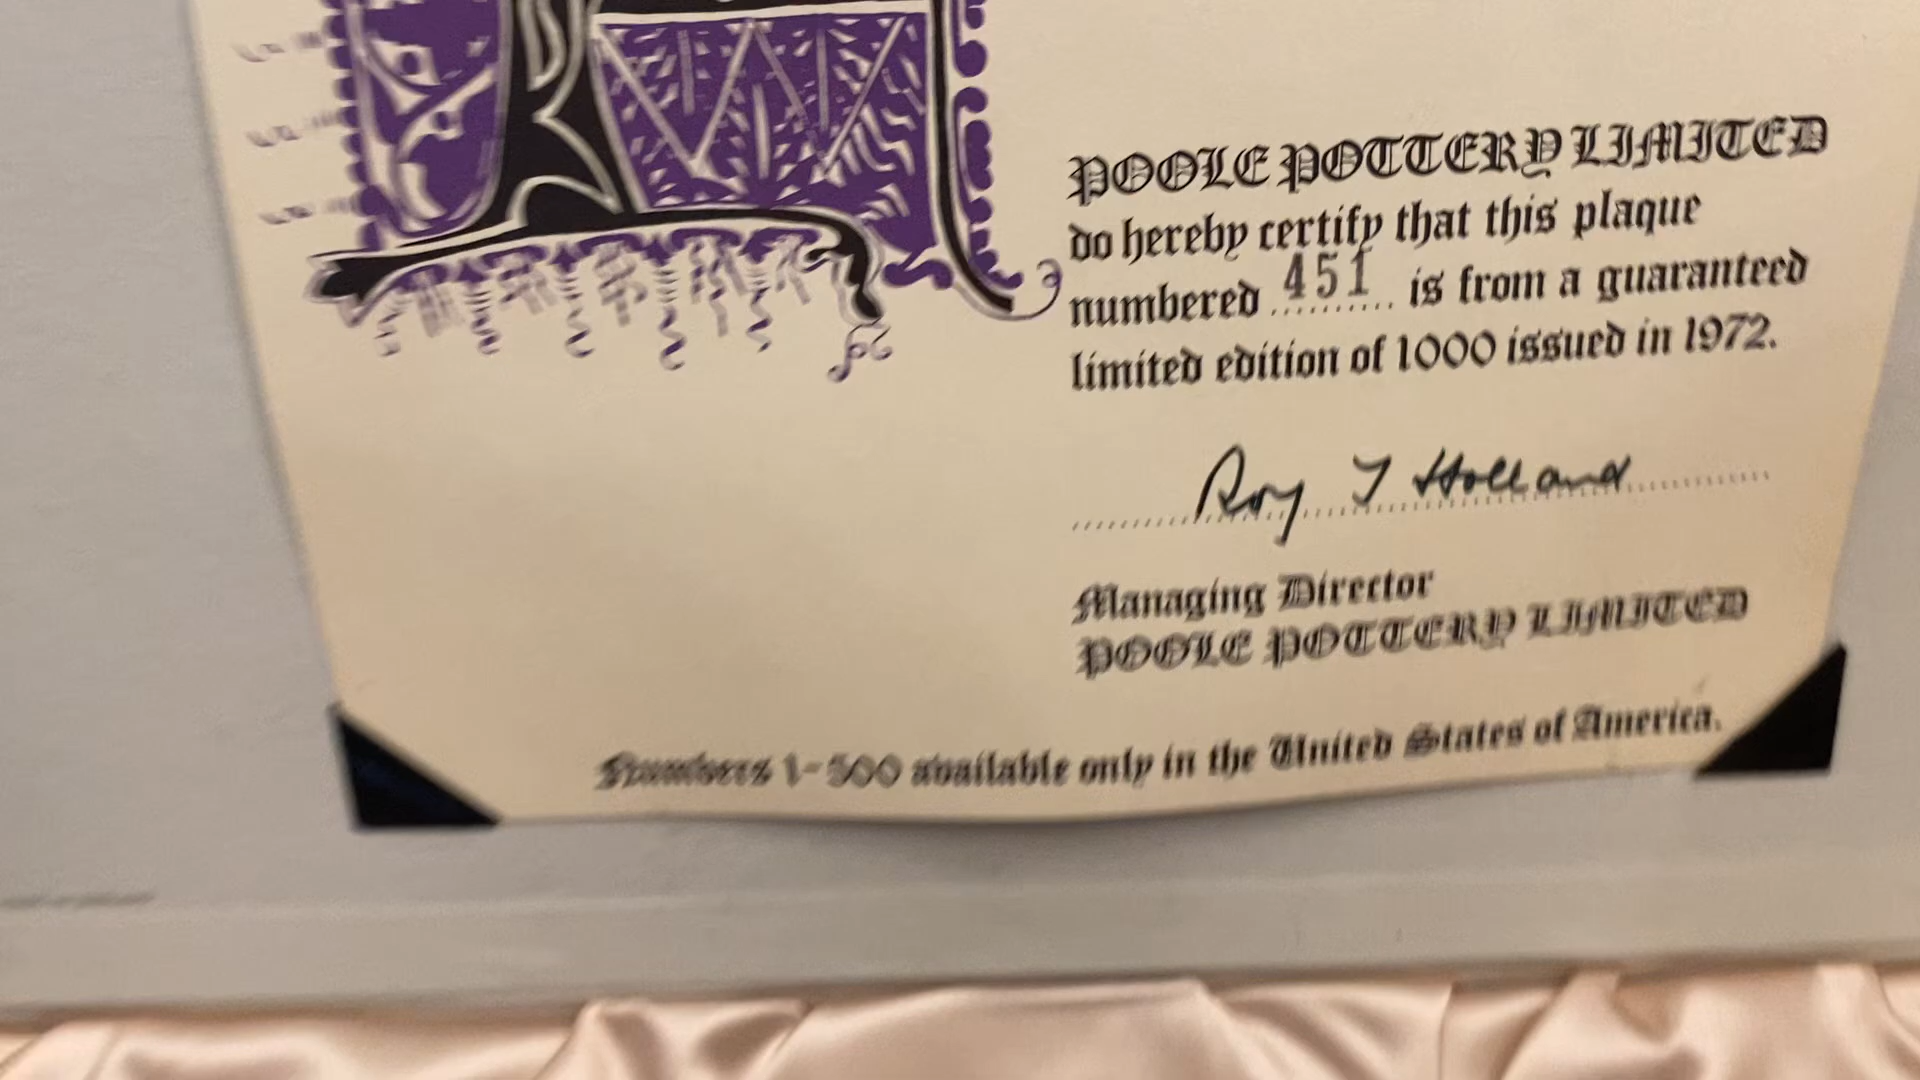 POOLE POTTERY LIMITED
do hereby certify that this plaque
numbered 451 is from a guaranteed
limited edition of 1000 issued in 1972.
Roy T Holland
Managing Director
POOLE POTTERY LIMITED
Numbers 1-500 available only in the United States of America.